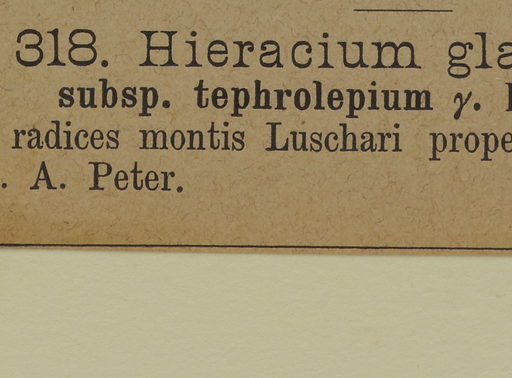 318. Hieracium gla
subsp. tephrolepium γ.
radices montis Luschari prope
. A. Peter.